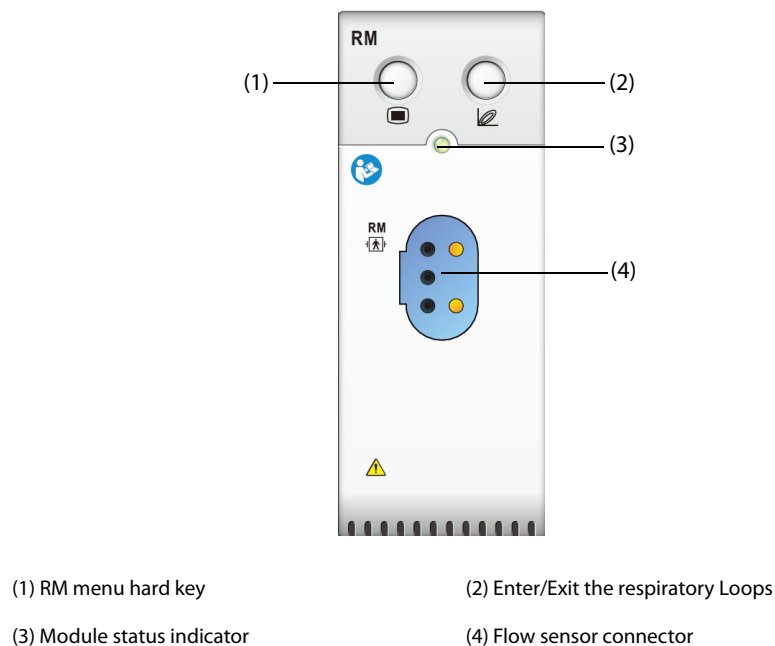 RM
(1)
(2)
(3)
RM
(4)
(1) RM menu hard key
(2) Enter/Exit the respiratory Loops
(3) Module status indicator
(4) Flow sensor connector